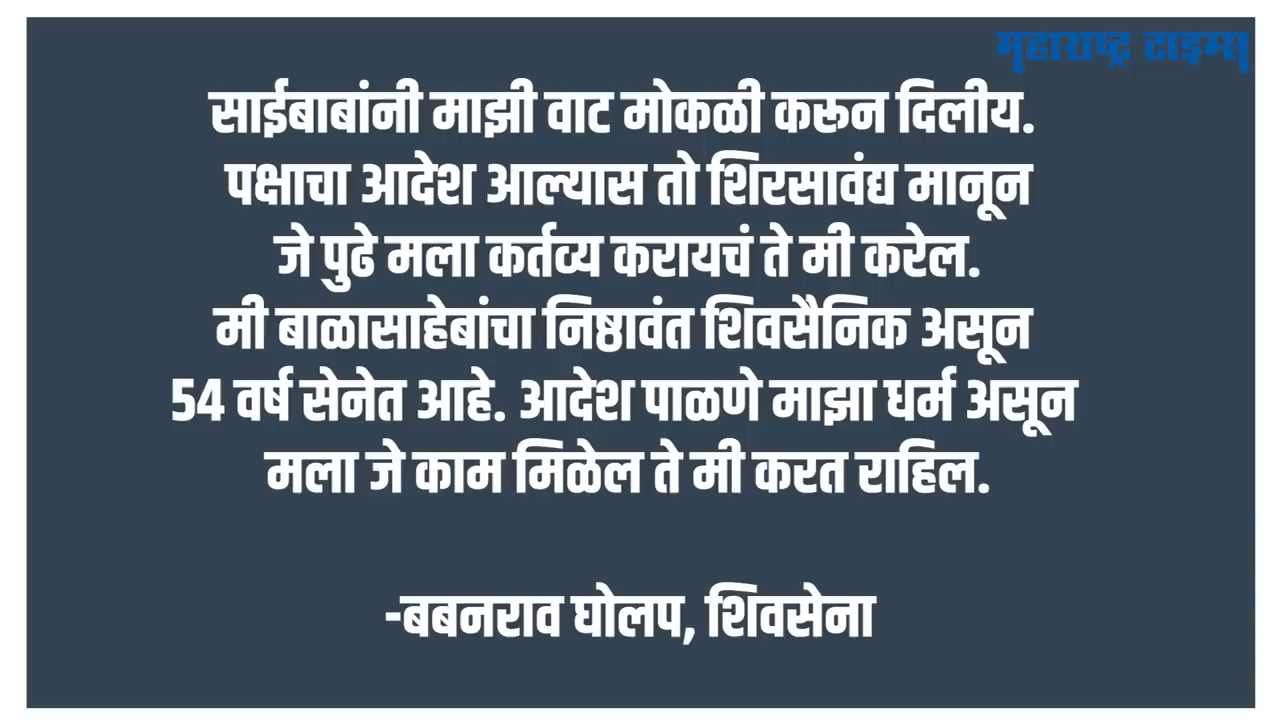 महाराष्ट्र टाइम्स
साईबाबांनी माझी वाट मोकळी करून दिलीय.
पक्षाचा आदेश आल्यास तो शिरसावंद्य मानून
जे पुढे मला कर्तव्य करायचं ते मी करेल.
मी बाळासाहेबांचा निष्ठावंत शिवसैनिक असून
54 वर्ष सेनेत आहे. आदेश पाळणे माझा धर्म असून
मला जे काम मिळेल ते मी करत राहिल.
-बबनराव घोलप, शिवसेना